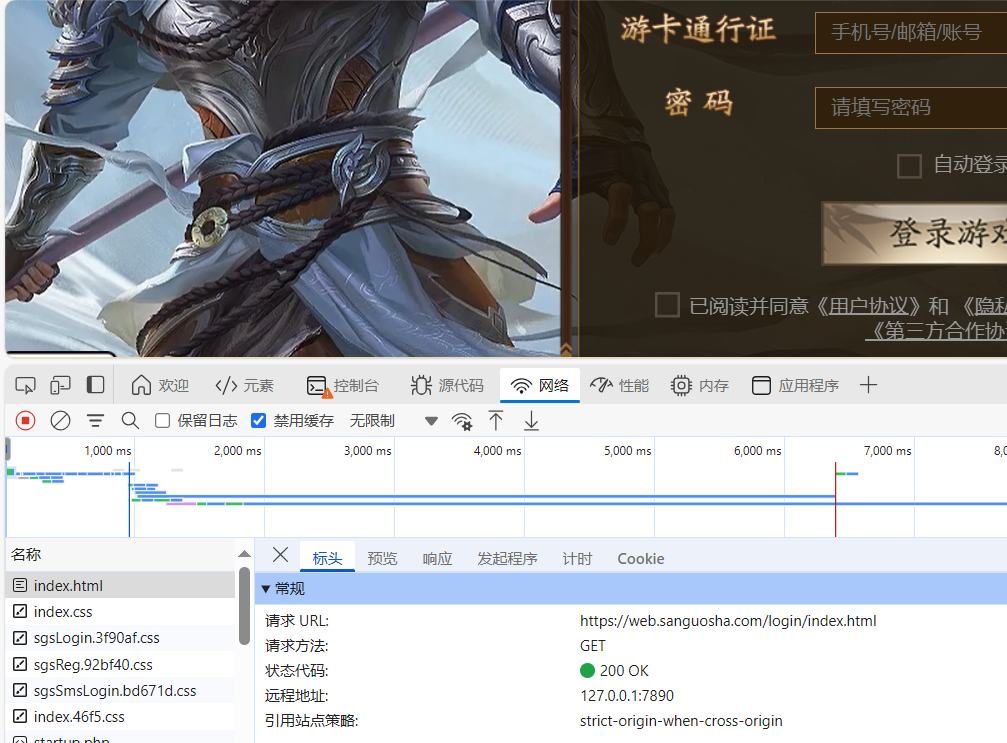 游卡通行证 手机号/邮箱/账号
密码 请填写密码
自动登录
登录游戏
已阅读并同意《用户协议》和 《隐私
《第三方合作协
欢迎 元素 控制台 源代码 网络 性能 内存 应用程序
保留日志 禁用缓存 无限制
1,000 ms 2,000 ms 3,000 ms 4,000 ms 5,000 ms 6,000 ms 7,000 ms 8,0
名称 标头 预览 响应 发起程序 计时 Cookie
index.html 常规
index.css 请求 URL: https://web.sanguosha.com/login/index.html
sgsLogin.3f90af.css 请求方法: GET
sgsReg.92bf40.css 状态代码: 200 OK
sgsSmsLogin.bd671d.css 远程地址: 127.0.0.1:7890
index.46f5.css 引用站点策略: strict-origin-when-cross-origin
startup.php